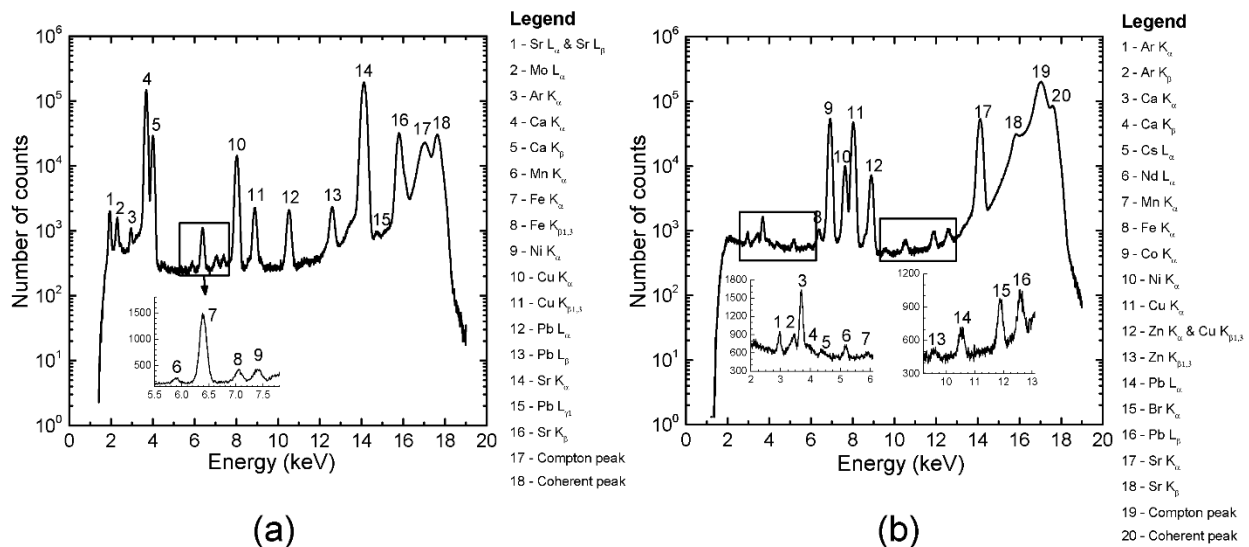 Legend
1 - Sr Lα & Sr Lβ
2 - Mo Lα
3 - Ar Kα
4 - Ca Kα
5 - Ca Kβ
6 - Mn Kα
7 - Fe Kα
8 - Fe Kβ1,3
9 - Ni Kα
10 - Cu Kα
11 - Cu Kβ1,3
12 - Pb Lα
13 - Pb Lβ
14 - Sr Kα
15 - Pb Lγ1
16 - Sr Kβ
17 - Compton peak
18 - Coherent peak
Number of counts
10⁶
10⁵
10⁴
10³
10²
10¹
10⁰
1 2 3 4 5 10 11 12 13 14 15 16 17 18
1500
1000
500
6 7 8 9
5.5 6.0 6.5 7.0 7.5
0 2 4 6 8 10 12 14 16 18 20
Energy (keV)
(a)
Legend
1 - Ar Kα
2 - Ar Kβ
3 - Ca Kα
4 - Ca Kβ
5 - Cs Lα
6 - Nd Lα
7 - Mn Kα
8 - Fe Kα
9 - Co Kα
10 - Ni Kα
11 - Cu Kα
12 - Zn Kα & Cu Kβ1,3
13 - Zn Kβ1,3
14 - Pb Lα
15 - Br Kα
16 - Pb Lβ
17 - Sr Kα
18 - Sr Kβ
19 - Compton peak
20 - Coherent peak
Number of counts
10⁶
10⁵
10⁴
10³
10²
10¹
10⁰
8 9 10 11 12 17 18 19 20
1800
1500
1200
900
600
300
1 2 3 4 5 6 7
2 3 4 5 6
1200
900
600
300
13 14 15 16
10 11 12 13
0 2 4 6 8 10 12 14 16 18 20
Energy (keV)
(b)